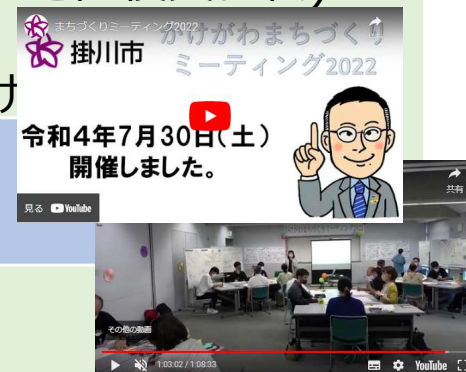 まちづくりミーティング2022
掛川市
かけがわまちづくり
ミーティング2022
令和4年7月30日(土)
開催しました。
見る YouTube
共有
その他の動画
1:03:02 / 1:08:33
YouTube